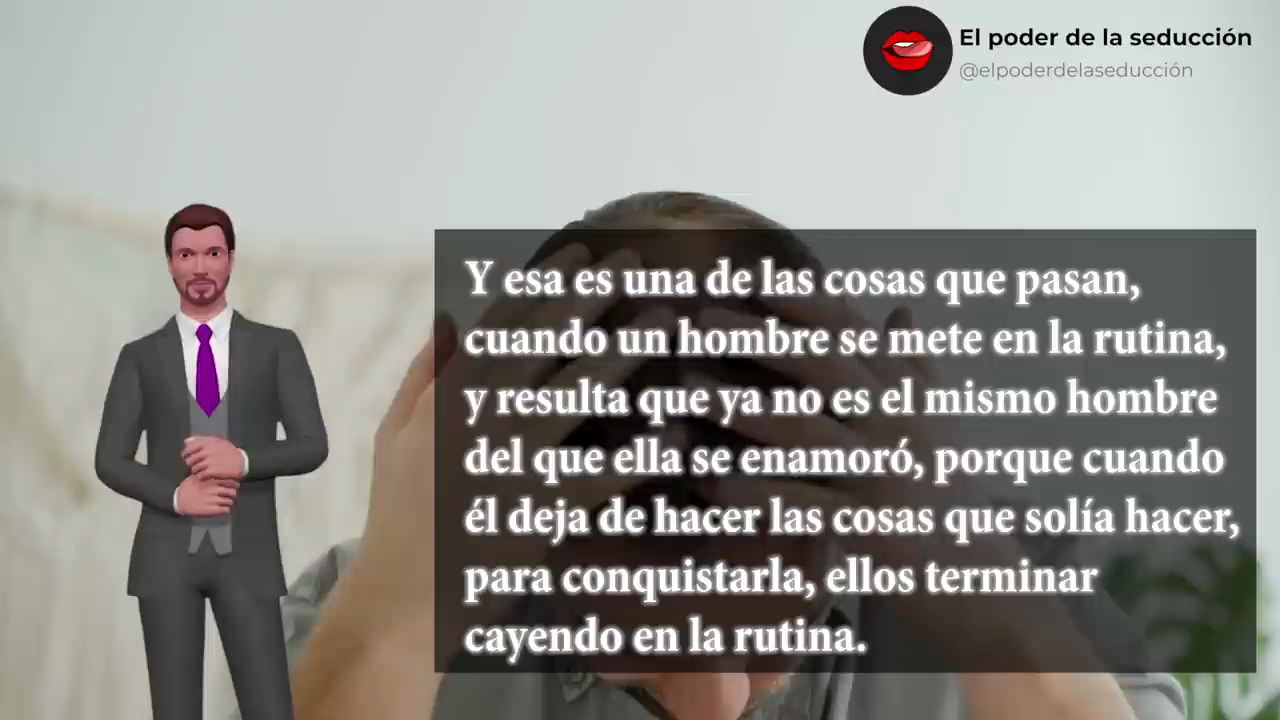 El poder de la seducción
@elpoderdelaseducción
Y esa es una de las cosas que pasan,
cuando un hombre se mete en la rutina,
y resulta que ya no es el mismo hombre
del que ella se enamoró, porque cuando
él deja de hacer las cosas que solía hacer,
para conquistarla, ellos terminar
cayendo en la rutina.